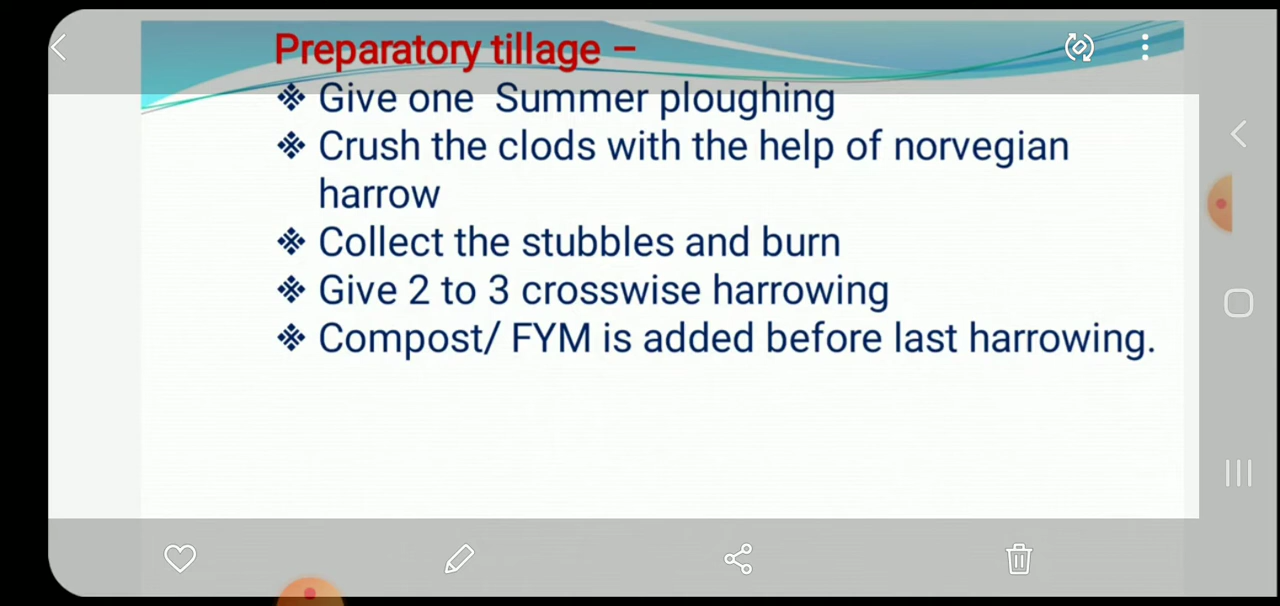 Preparatory tillage –
❖ Give one Summer ploughing
❖ Crush the clods with the help of norvegian
harrow
❖ Collect the stubbles and burn
❖ Give 2 to 3 crosswise harrowing
❖ Compost/ FYM is added before last harrowing.